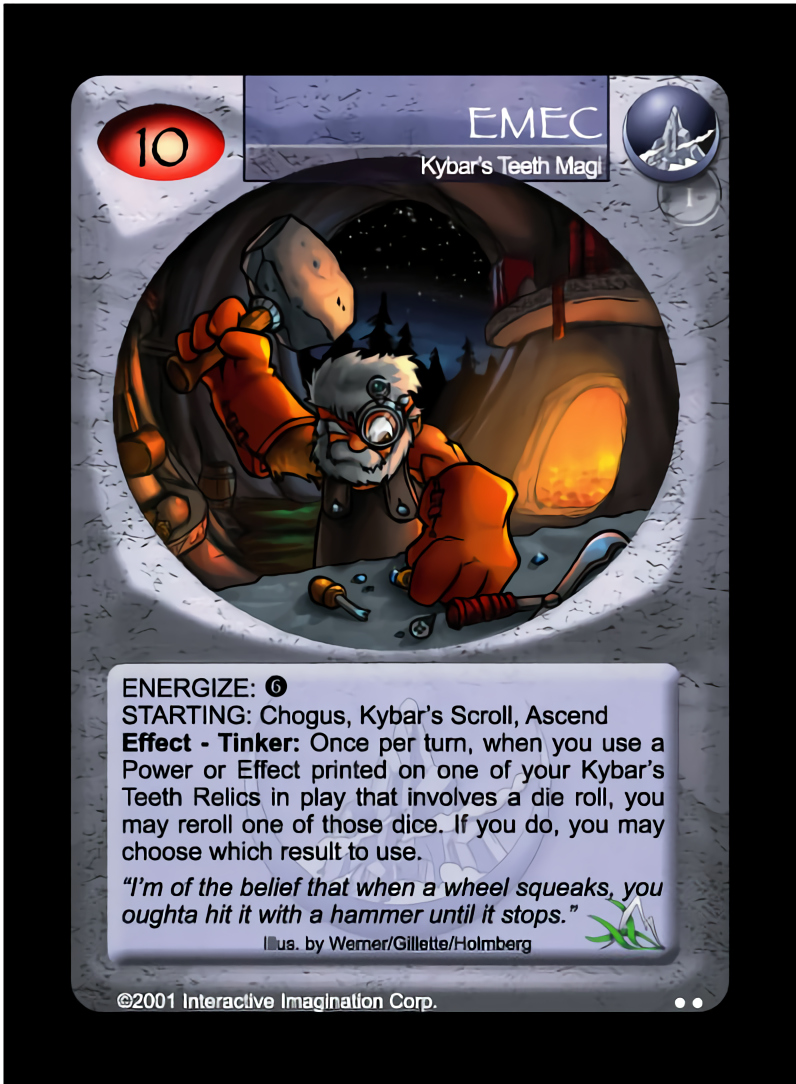 10
EMEC
Kybar's Teeth Magi
I
ENERGIZE: 6
STARTING: Chogus, Kybar's Scroll, Ascend
Effect - Tinker: Once per turn, when you use a
Power or Effect printed on one of your Kybar's
Teeth Relics in play that involves a die roll, you
may reroll one of those dice. If you do, you may
choose which result to use.
"I'm of the belief that when a wheel squeaks, you
oughta hit it with a hammer until it stops."
Illus. by Werner/Gillette/Holmberg
©2001 Interactive Imagination Corp.